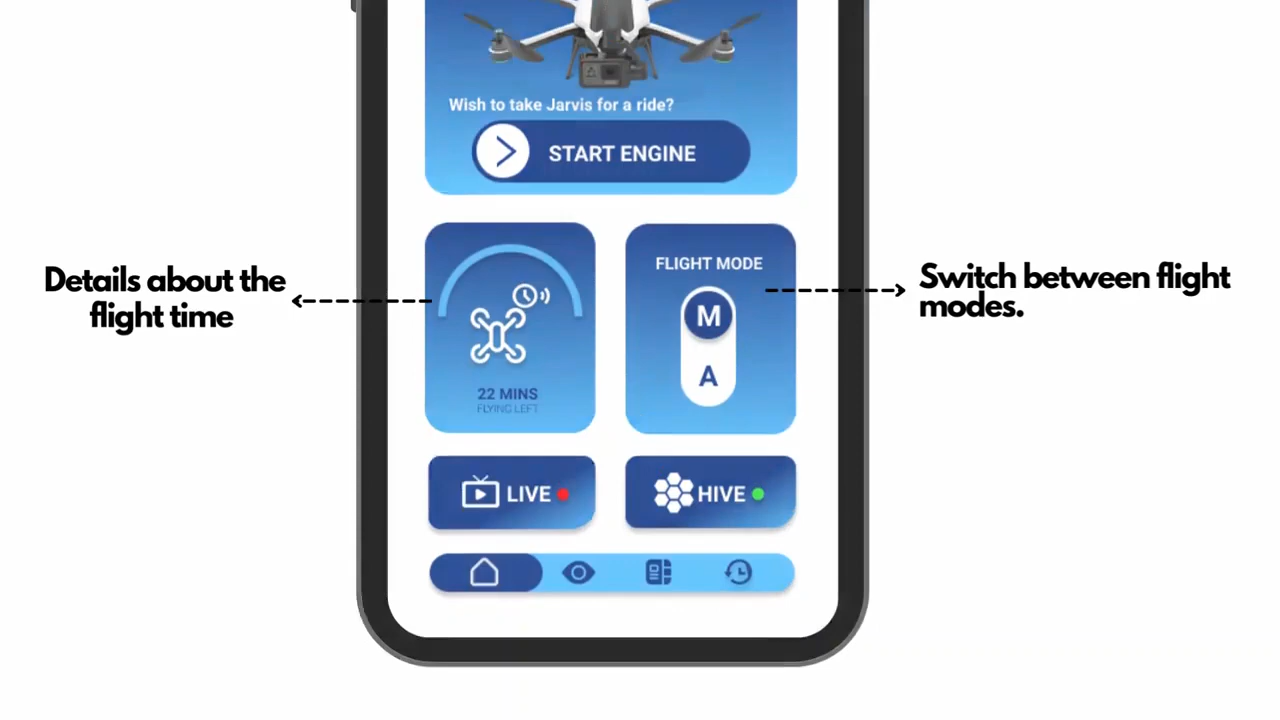 Wish to take Jarvis for a ride?
START ENGINE
Details about the
flight time
22 MINS
FLYING LEFT
FLIGHT MODE
M
A
Switch between flight
modes.
LIVE
HIVE